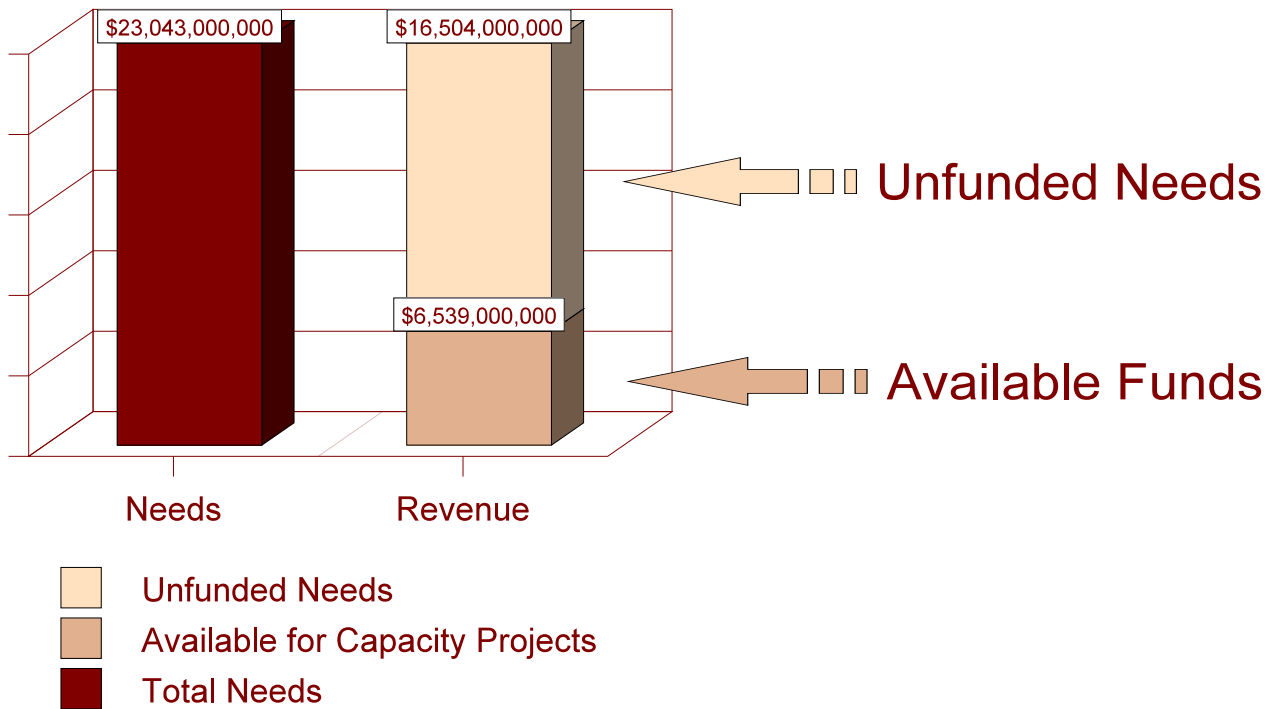 $23,043,000,000
$16,504,000,000
Unfunded Needs
$6,539,000,000
Available Funds
Needs
Revenue
Unfunded Needs
Available for Capacity Projects
Total Needs